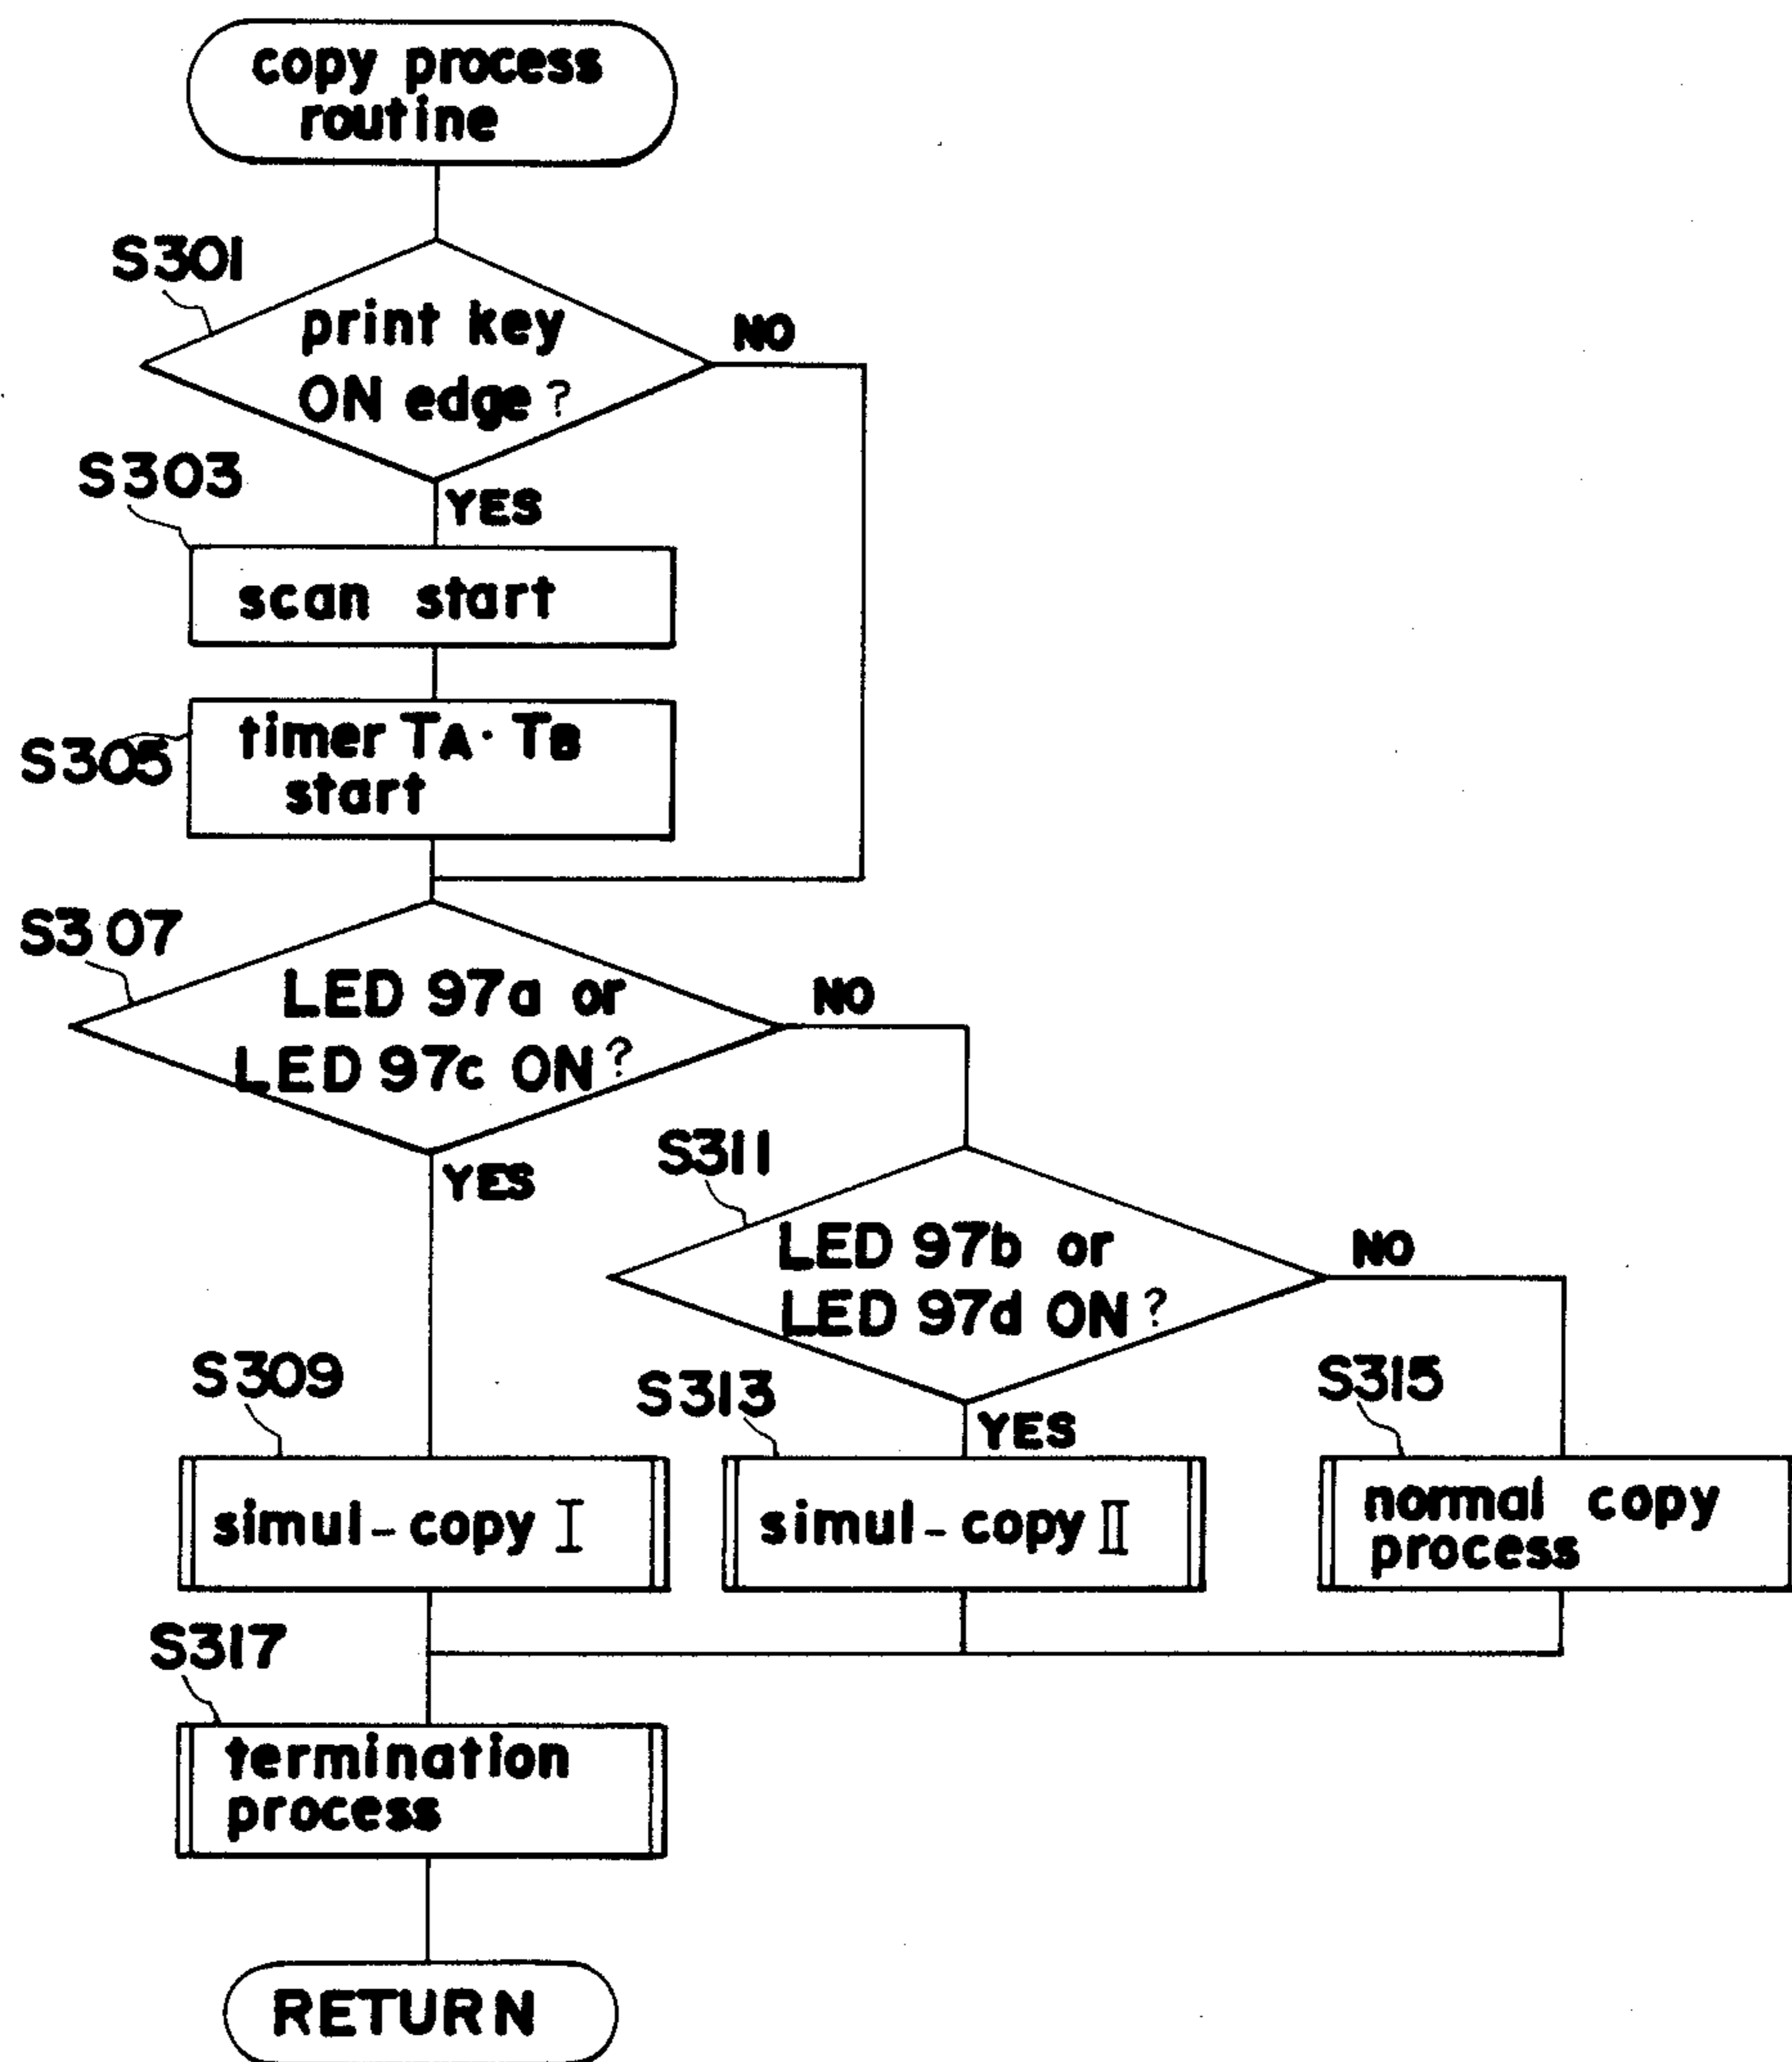 copy process
routine
S301
print key
ON edge?
NO
YES
S303
scan start
S305
timer TA· TB
start
S307
LED 97a or
LED 97c ON?
NO
YES
S311
LED 97b or
LED 97d ON?
NO
YES
S309
simul-copy I
S313
simul-copy II
S315
normal copy
process
S317
termination
process
RETURN